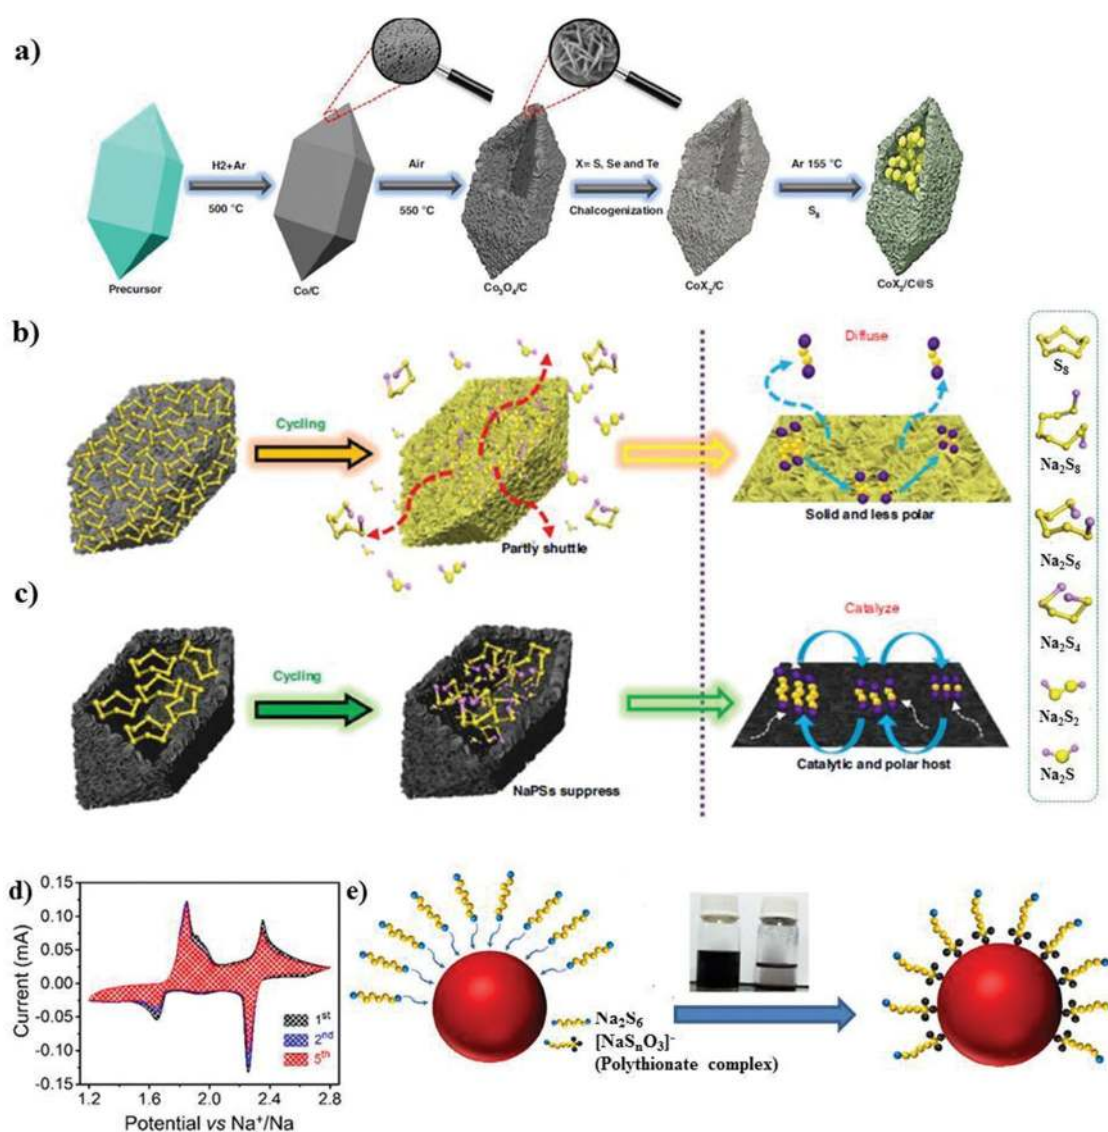 a)
H2+Ar
500 °C
Air
550 °C
X= S, Se and Te
Chalcogenization
Ar 155 °C
S₈
Precursor
Co/C
Co₃O₄/C
CoX₂/C
CoX₂/C@S
b)
Cycling
Partly shuttle
Diffuse
Solid and less polar
c)
Cycling
NaPSs suppress
Catalyze
Catalytic and polar host
S₈
Na₂S₈
Na₂S₆
Na₂S₄
Na₂S₂
Na₂S
d)
0.15
0.10
0.05
0.00
-0.05
-0.10
-0.15
Current (mA)
1st
2nd
5th
1.2 1.6 2.0 2.4 2.8
Potential vs Na⁺/Na
e)
Na₂S₆
[NaSₙO₃]⁻
(Polythionate complex)